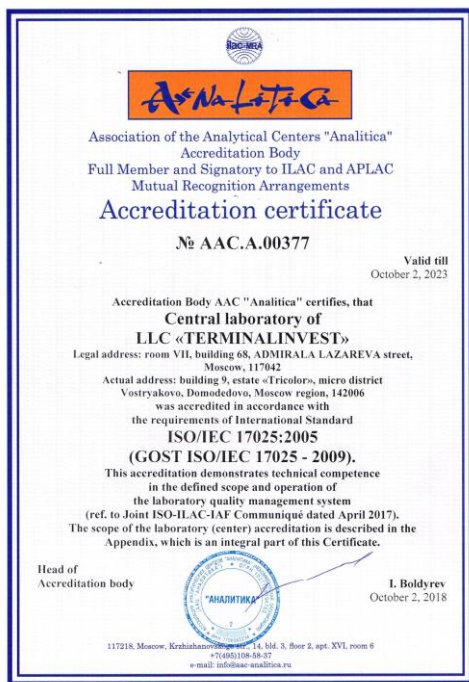 ilac-MRA
AsNaLiTiCa
Association of the Analytical Centers "Analitica"
Accreditation Body
Full Member and Signatory to ILAC and APLAC
Mutual Recognition Arrangements
Accreditation certificate
№ AAC.A.00377
Valid till
October 2, 2023
Accreditation Body AAC "Analitica" certifies, that
Central laboratory of
LLC «TERMINALINVEST»
Legal address: room VII, building 68, ADMIRALA LAZAREVA street,
Moscow, 117042
Actual address: building 9, estate «Tricolor», micro district
Vostryakovo, Domodedovo, Moscow region, 142006
was accredited in accordance with
the requirements of International Standard
ISO/IEC 17025:2005
(GOST ISO/IEC 17025 - 2009).
This accreditation demonstrates technical competence
in the defined scope and operation of
the laboratory quality management system
(ref. to Joint ISO-ILAC-IAF Communiqué dated April 2017).
The scope of the laboratory (center) accreditation is described in the
Appendix, which is an integral part of this Certificate.
Head of
Accreditation body
"АНАЛИТИКА"
2
I. Boldyrev
October 2, 2018
117218, Moscow, Krzhizhanovskogo str., 14, bld. 3, floor 2, apt. XVI, room 6
+7(495)108-58-37
e-mail: info@aac-analitica.ru